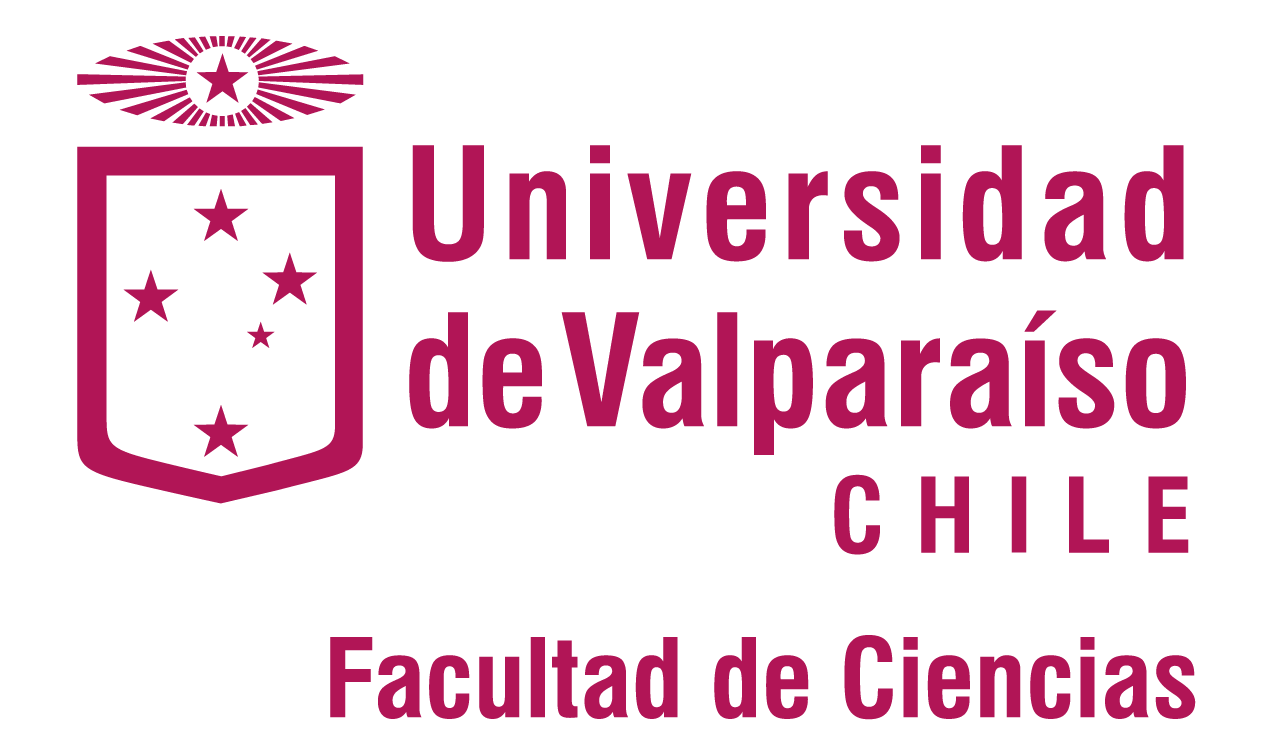 Universidad
de Valparaíso
CHILE
Facultad de Ciencias